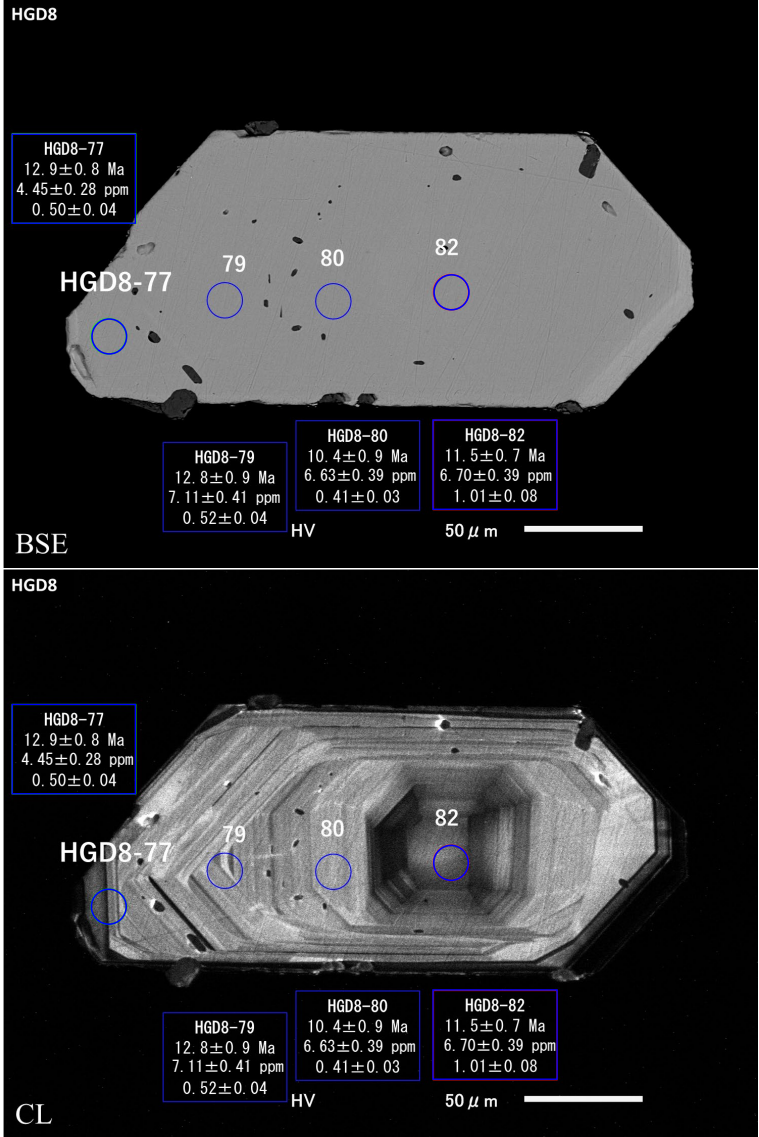 HGD8
HGD8-77
12.9±0.8 Ma
4.45±0.28 ppm
0.50±0.04
HGD8-77
79
80
82
HGD8-79
12.8±0.9 Ma
7.11±0.41 ppm
0.52±0.04
HGD8-80
10.4±0.9 Ma
6.63±0.39 ppm
0.41±0.03
HGD8-82
11.5±0.7 Ma
6.70±0.39 ppm
1.01±0.08
BSE
HV
50μm
HGD8
HGD8-77
12.9±0.8 Ma
4.45±0.28 ppm
0.50±0.04
HGD8-77
79
80
82
HGD8-79
12.8±0.9 Ma
7.11±0.41 ppm
0.52±0.04
HGD8-80
10.4±0.9 Ma
6.63±0.39 ppm
0.41±0.03
HGD8-82
11.5±0.7 Ma
6.70±0.39 ppm
1.01±0.08
CL
HV
50μm